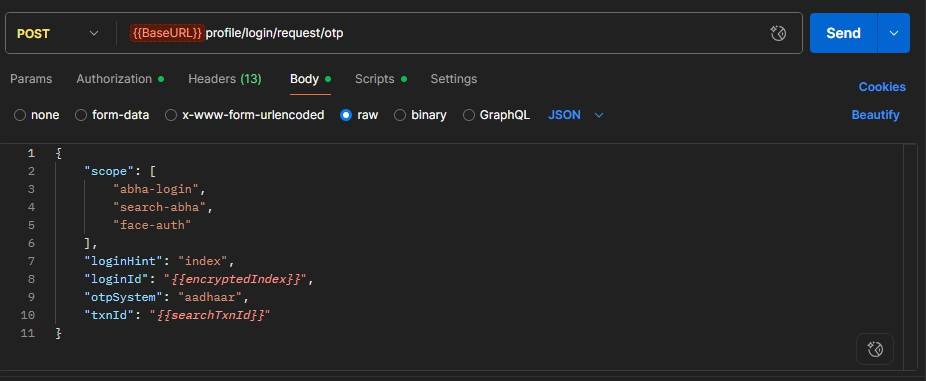 POST {{BaseURL}} profile/login/request/otp Send
Params Authorization Headers (13) Body Scripts Settings Cookies
none form-data x-www-form-urlencoded raw binary GraphQL JSON Beautify
1 {
2 "scope": [
3 "abha-login",
4 "search-abha",
5 "face-auth"
6 ],
7 "loginHint": "index",
8 "loginId": "{{encryptedIndex}}",
9 "otpSystem": "aadhaar",
10 "txnId": "{{searchTxnId}}"
11 }